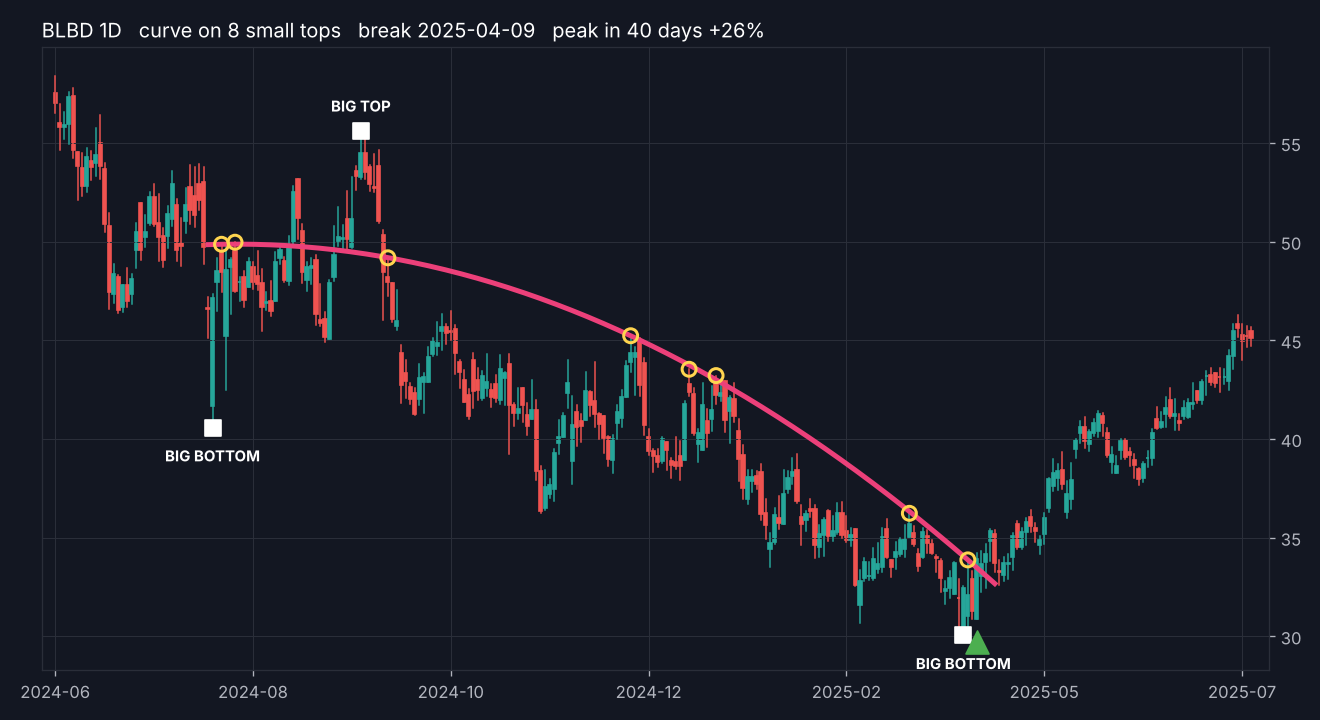 BLBD 1D   curve on 8 small tops   break 2025-04-09   peak in 40 days +26%
BIG TOP
55
50
45
BIG BOTTOM
40
35
30
BIG BOTTOM
2024-06 2024-08 2024-10 2024-12 2025-02 2025-05 2025-07